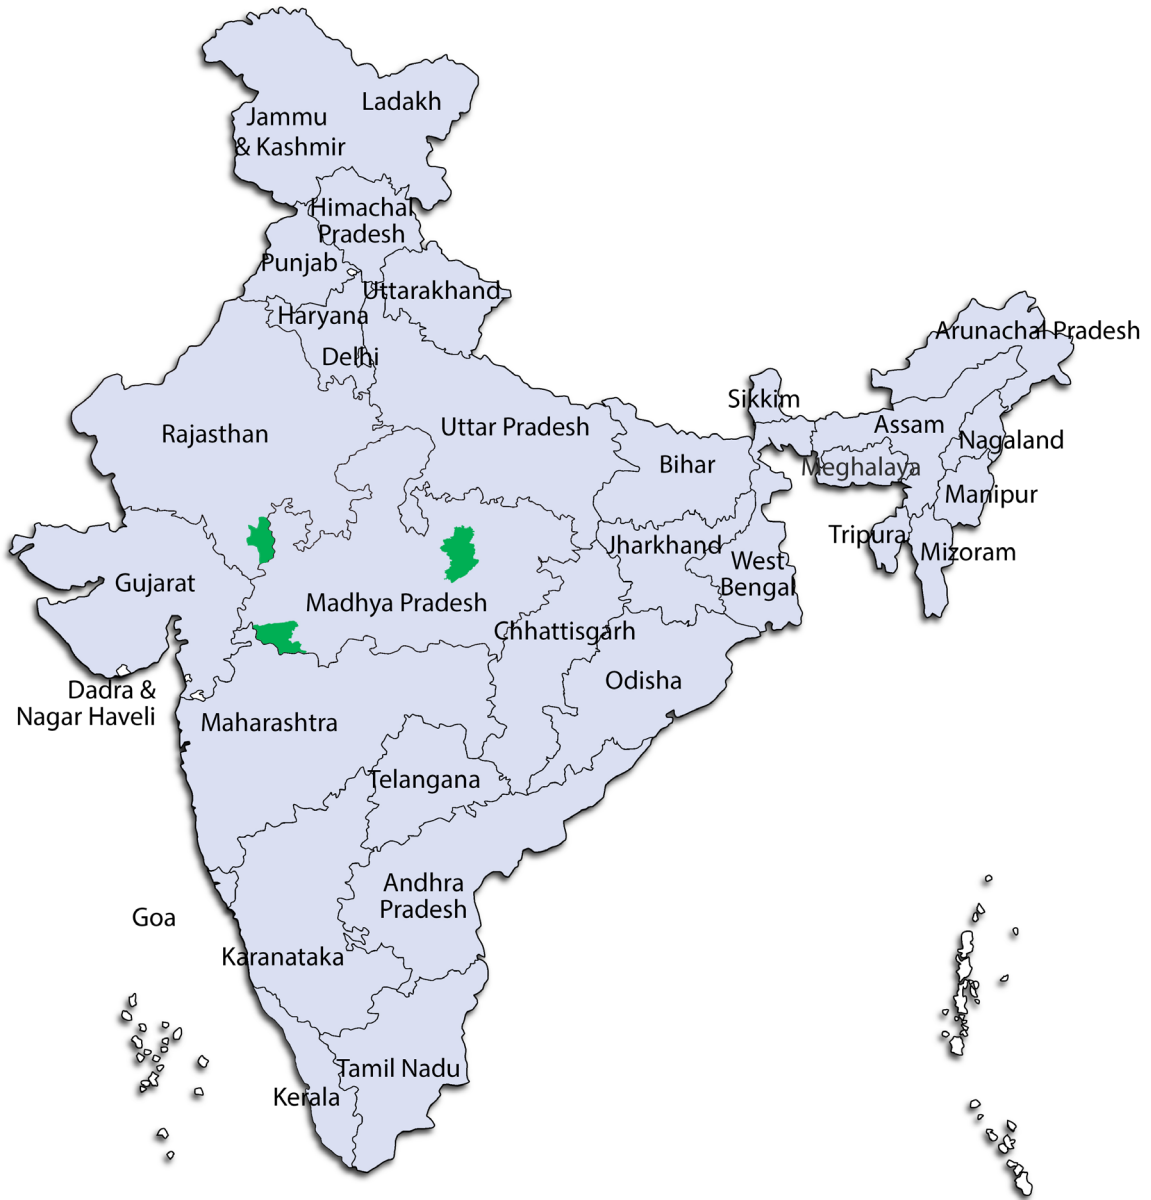 Ladakh
Jammu
& Kashmir
Himachal
Pradesh
Punjab
Uttarakhand
Haryana
Delhi
Arunachal Pradesh
Sikkim
Rajasthan
Uttar Pradesh
Assam
Nagaland
Bihar
Meghalaya
Manipur
Tripura
Jharkhand
Mizoram
West
Bengal
Gujarat
Madhya Pradesh
Chhattisgarh
Odisha
Dadra &
Nagar Haveli
Maharashtra
Telangana
Andhra
Pradesh
Goa
Karanataka
Tamil Nadu
Kerala